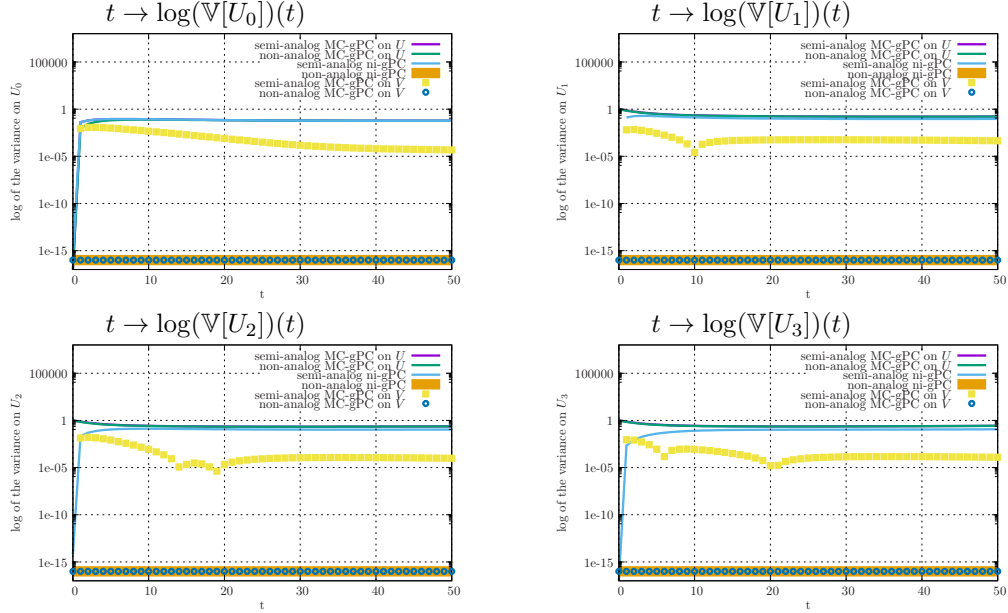 t → log(𝕍[U₀])(t)
log of the variance on U₀
100000
1
1e-05
1e-10
1e-15
semi-analog MC-gPC on U
non-analog MC-gPC on U
semi-analog ni-gPC
non-analog ni-gPC
semi-analog MC-gPC on V
non-analog MC-gPC on V
0 10 20 30 40 50
t
t → log(𝕍[U₁])(t)
log of the variance on U₁
100000
1
1e-05
1e-10
1e-15
semi-analog MC-gPC on U
non-analog MC-gPC on U
semi-analog ni-gPC
non-analog ni-gPC
semi-analog MC-gPC on V
non-analog MC-gPC on V
0 10 20 30 40 50
t
t → log(𝕍[U₂])(t)
log of the variance on U₂
100000
1
1e-05
1e-10
1e-15
semi-analog MC-gPC on U
non-analog MC-gPC on U
semi-analog ni-gPC
non-analog ni-gPC
semi-analog MC-gPC on V
non-analog MC-gPC on V
0 10 20 30 40 50
t
t → log(𝕍[U₃])(t)
log of the variance on U₃
100000
1
1e-05
1e-10
1e-15
semi-analog MC-gPC on U
non-analog MC-gPC on U
semi-analog ni-gPC
non-analog ni-gPC
semi-analog MC-gPC on V
non-analog MC-gPC on V
0 10 20 30 40 50
t